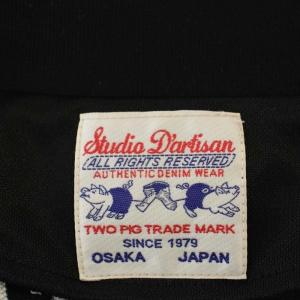 Studio D'artisan
(ALL RIGHTS RESERVED)
AUTHENTIC DENIM WEAR
TWO PIG TRADE MARK
SINCE 1979
OSAKA JAPAN